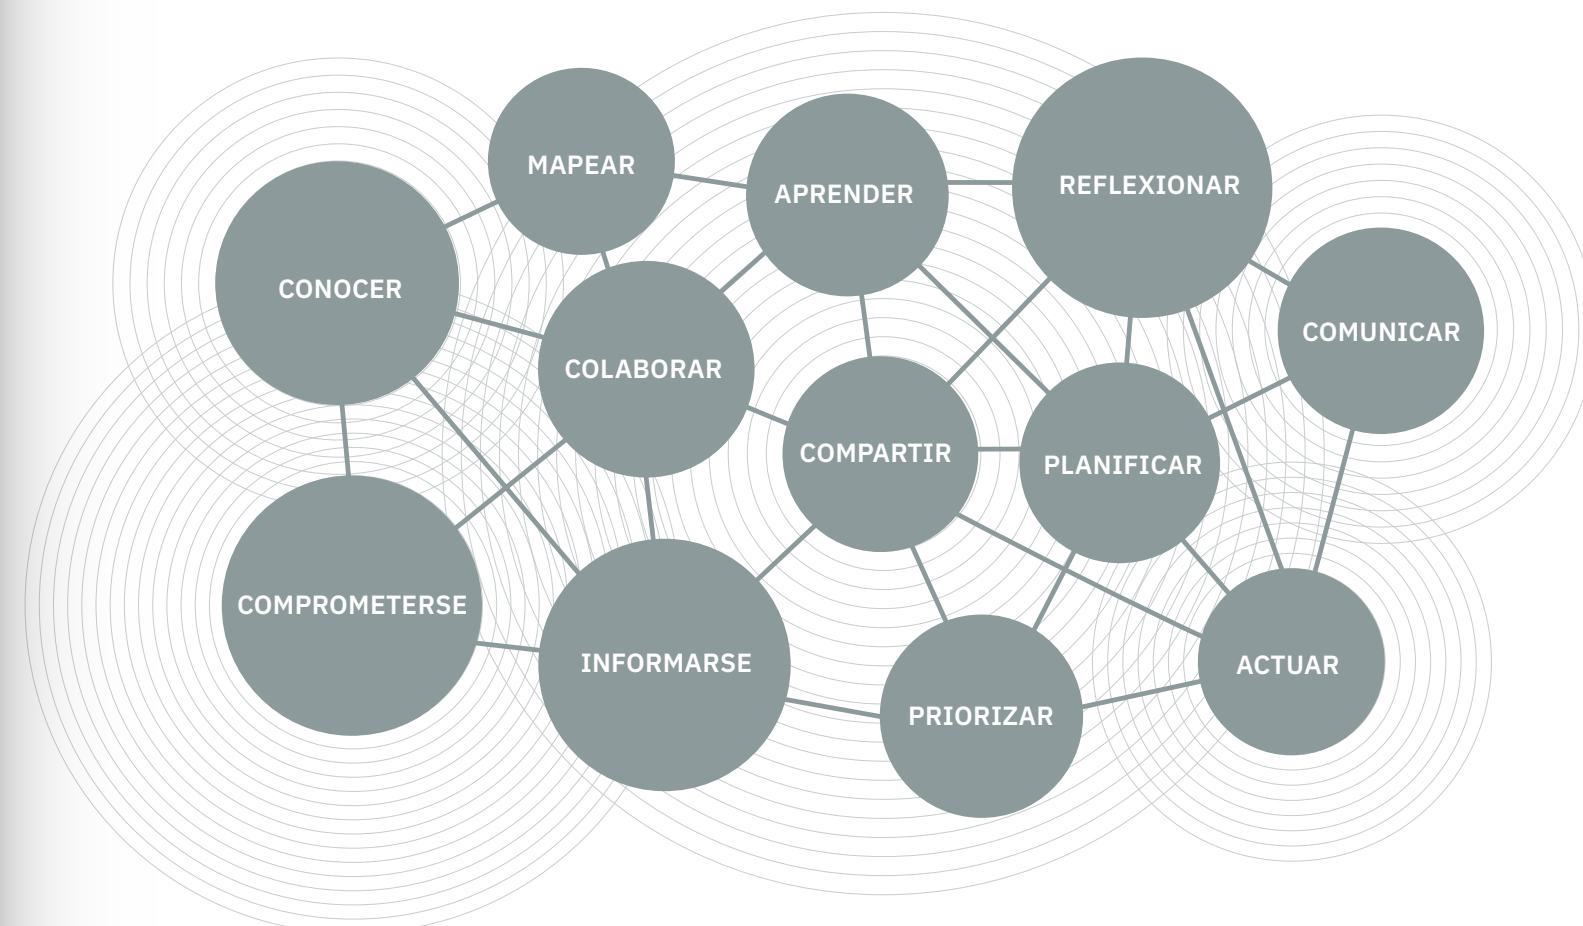 MAPEAR
APRENDER
REFLEXIONAR
CONOCER
COMUNICAR
COLABORAR
COMPARTIR
PLANIFICAR
COMPROMETERSE
INFORMARSE
ACTUAR
PRIORIZAR